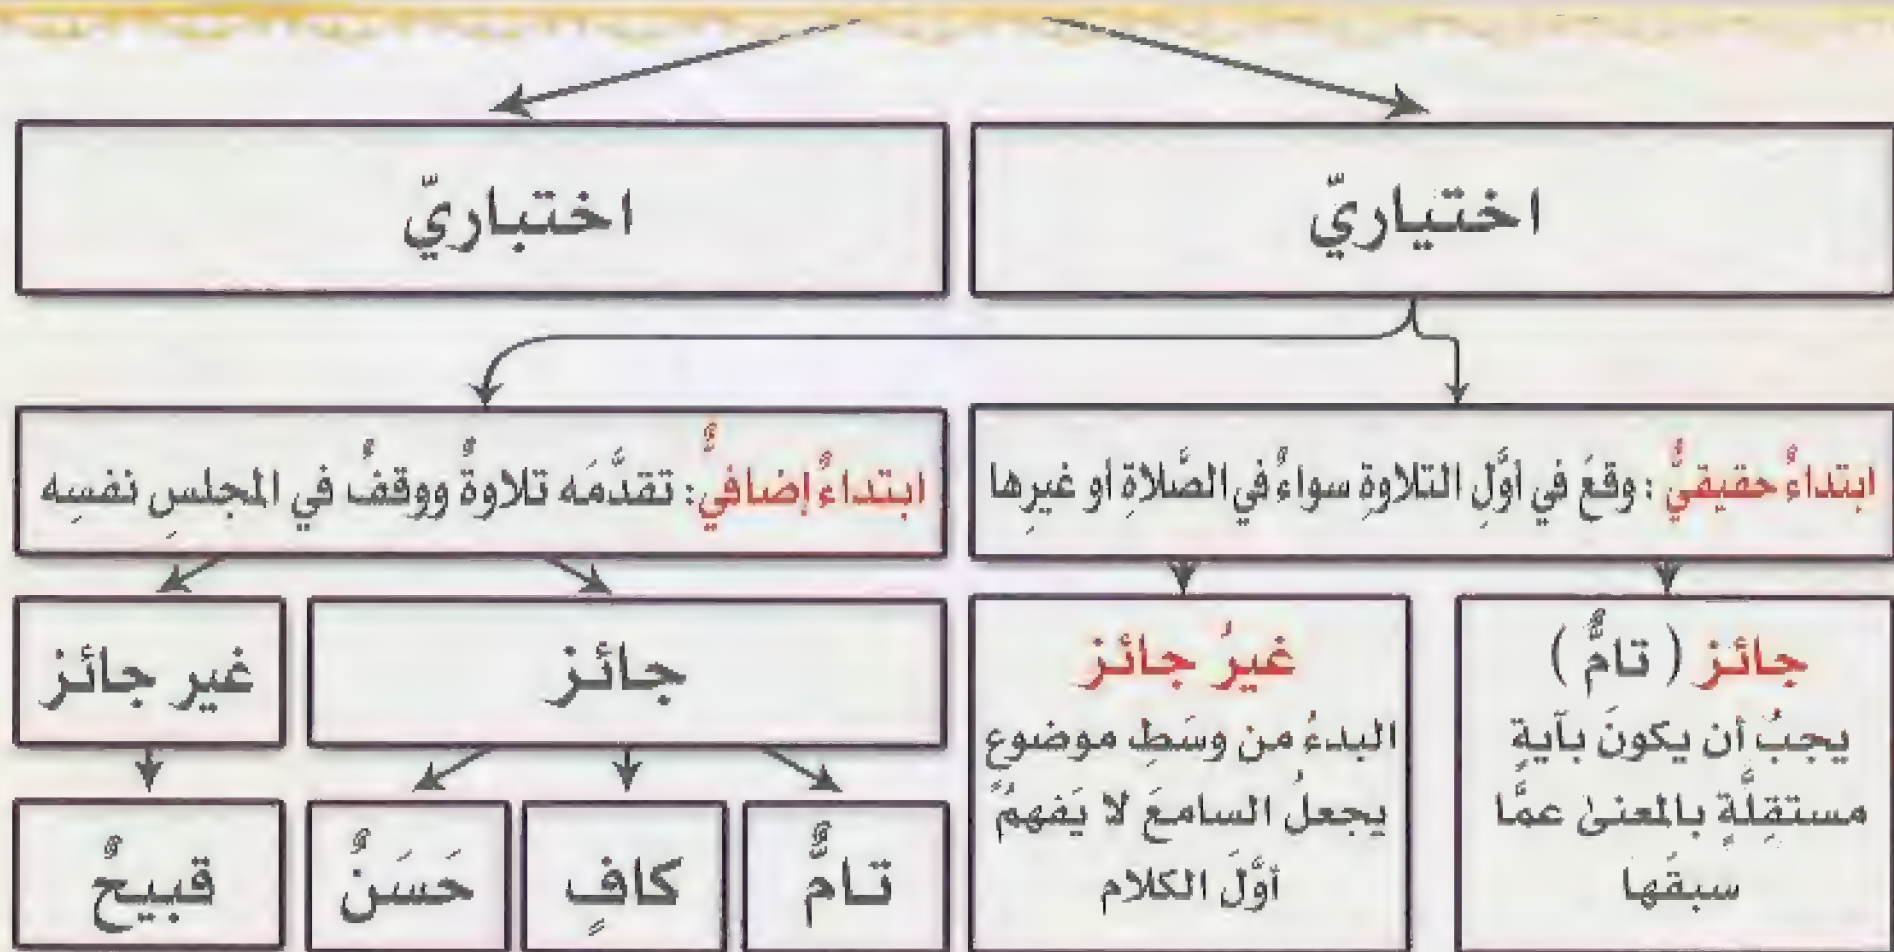 اختياريّ
اختباريّ
ابتداءٌ حقيقيٌّ : وقعَ في أوَّلِ التلاوةِ سواءٌ في الصَّلاةِ أو غيرِها
ابتداءٌ إضافيٌّ : تقدَّمَه تلاوةٌ ووقفٌ في المجلسِ نفسِه
جائز ( تامٌّ )
يجبُ أن يكونَ بآيةٍ
مستقِلَّةٍ بالمعنىٰ عمَّا
سبقَها
غيرُ جائز
البدءُ من وسَطِ موضوعٍ
يجعلُ السامعَ لا يَفهمُ
أوَّلَ الكلام
جائز
غير جائز
تامٌّ
كافٍ
حَسَنٌ
قبيحٌ